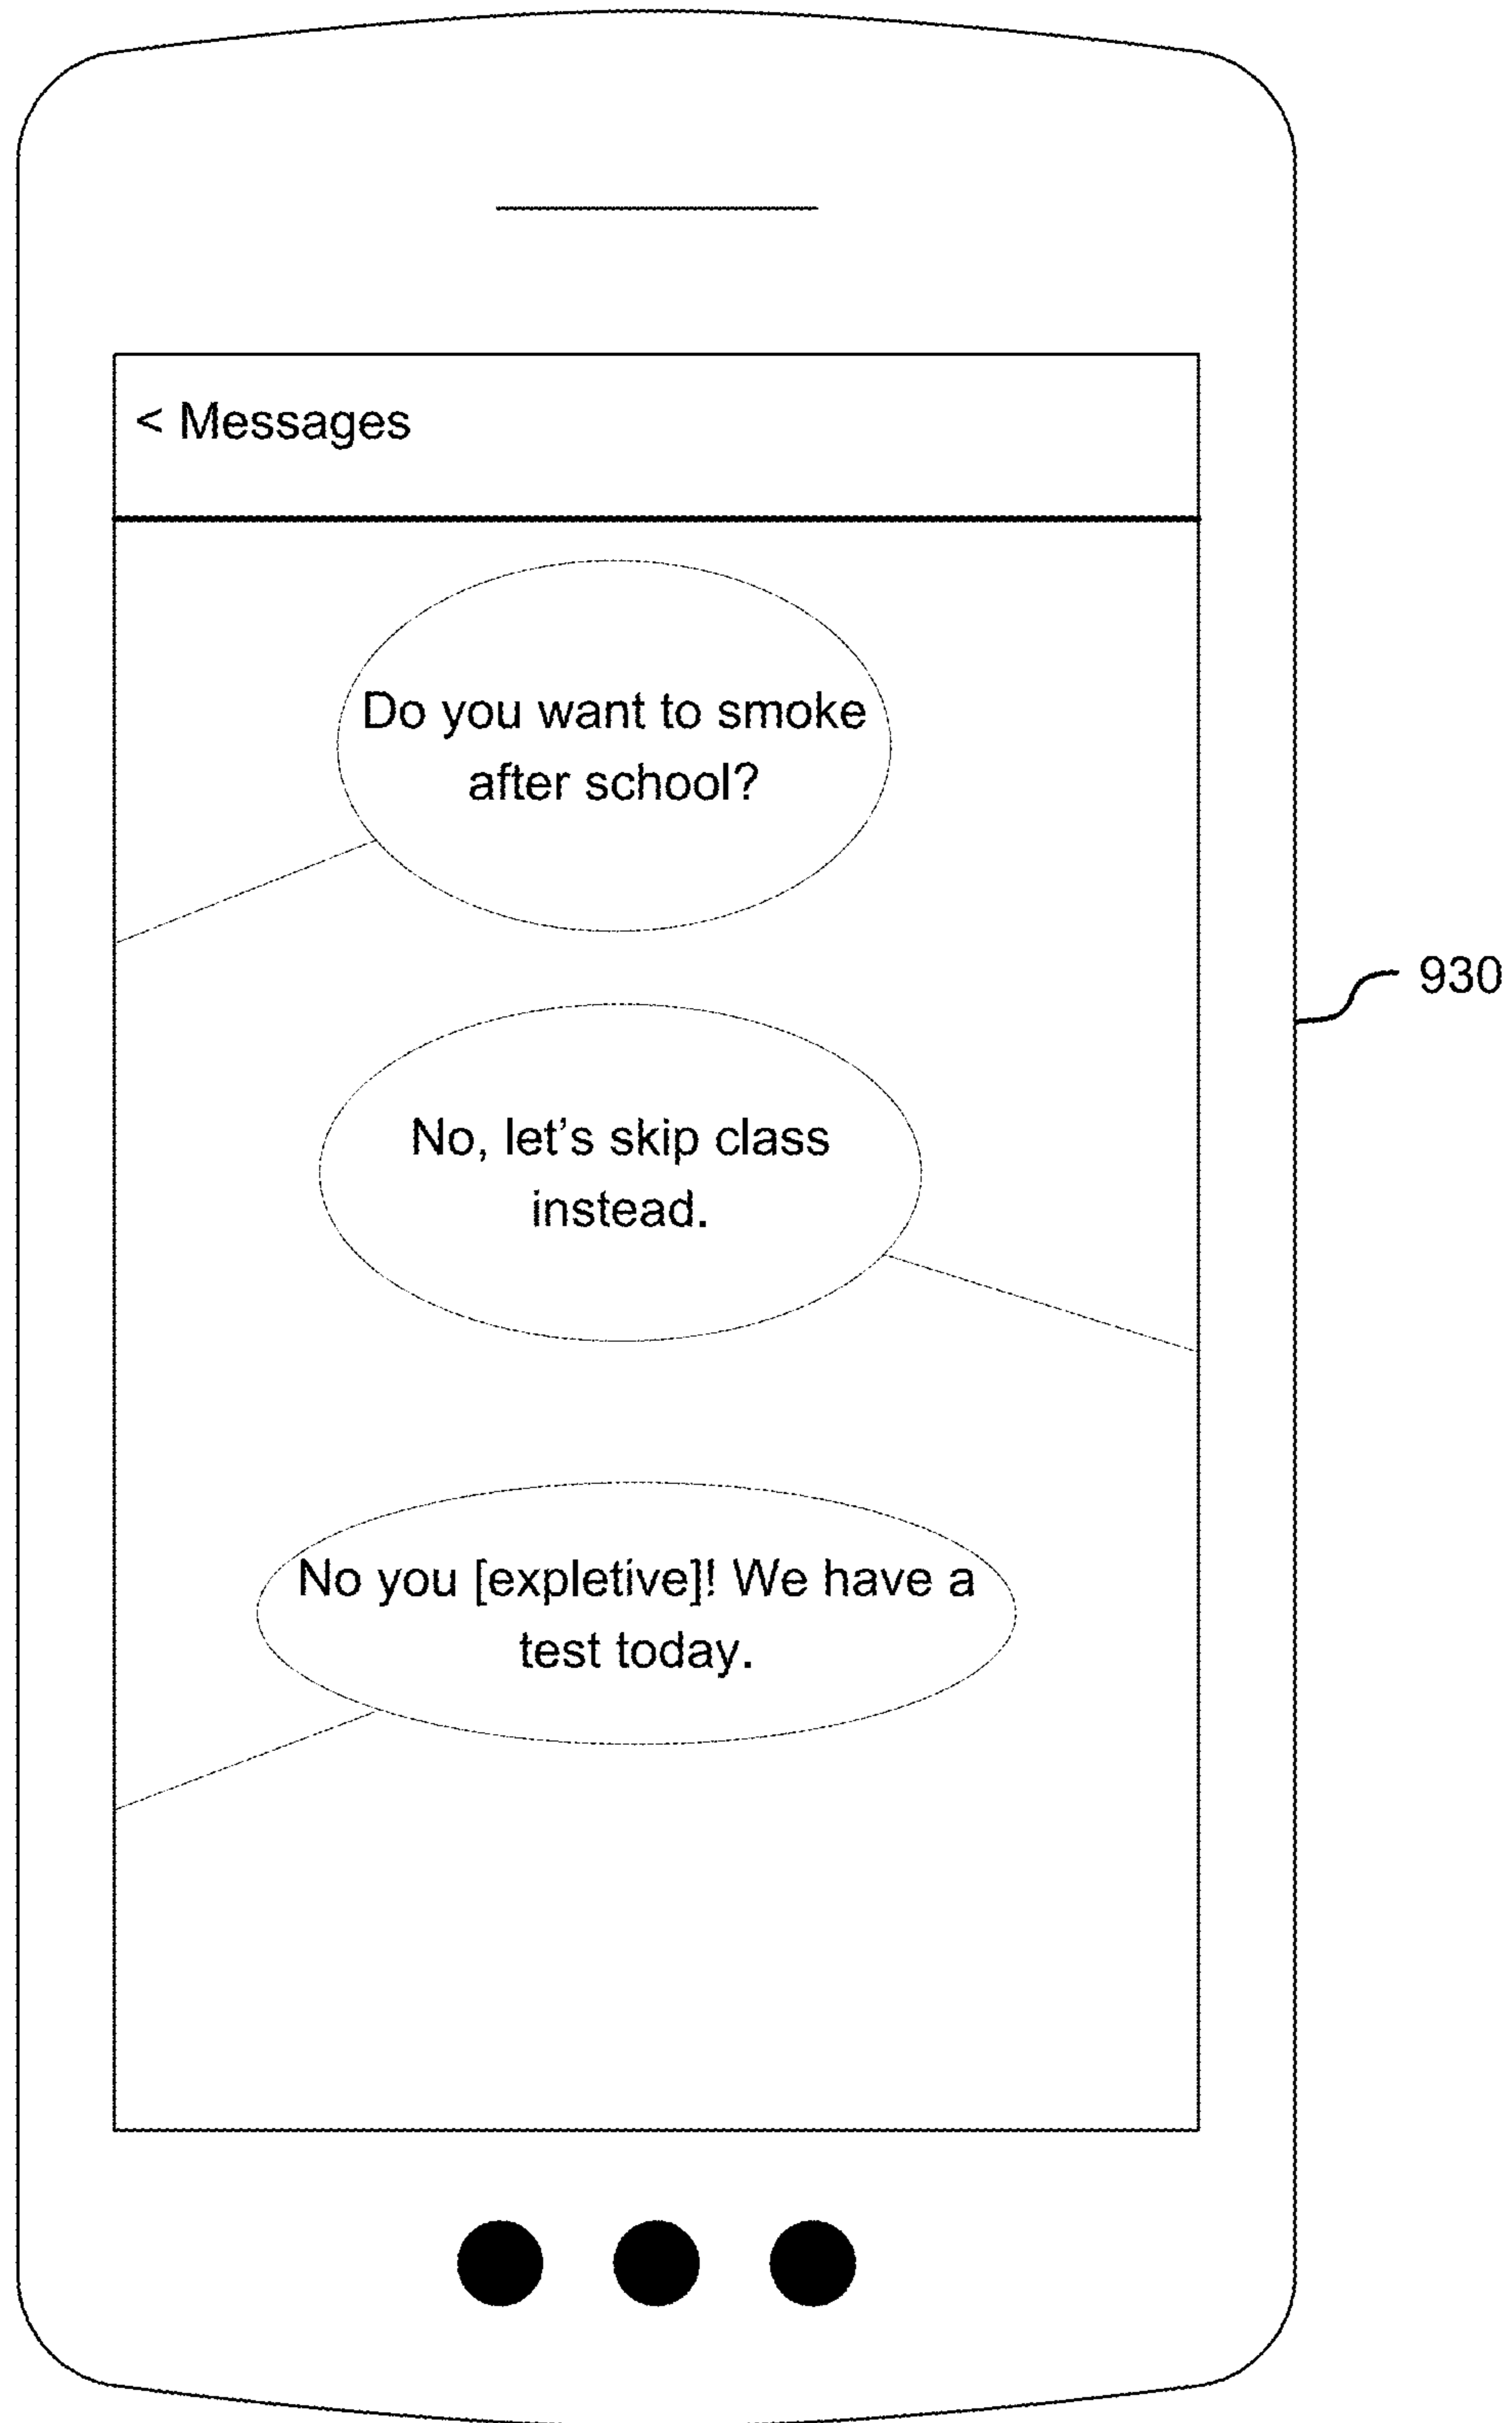 < Messages
Do you want to smoke
after school?
930
No, let's skip class
instead.
No you [expletive]! We have a
test today.